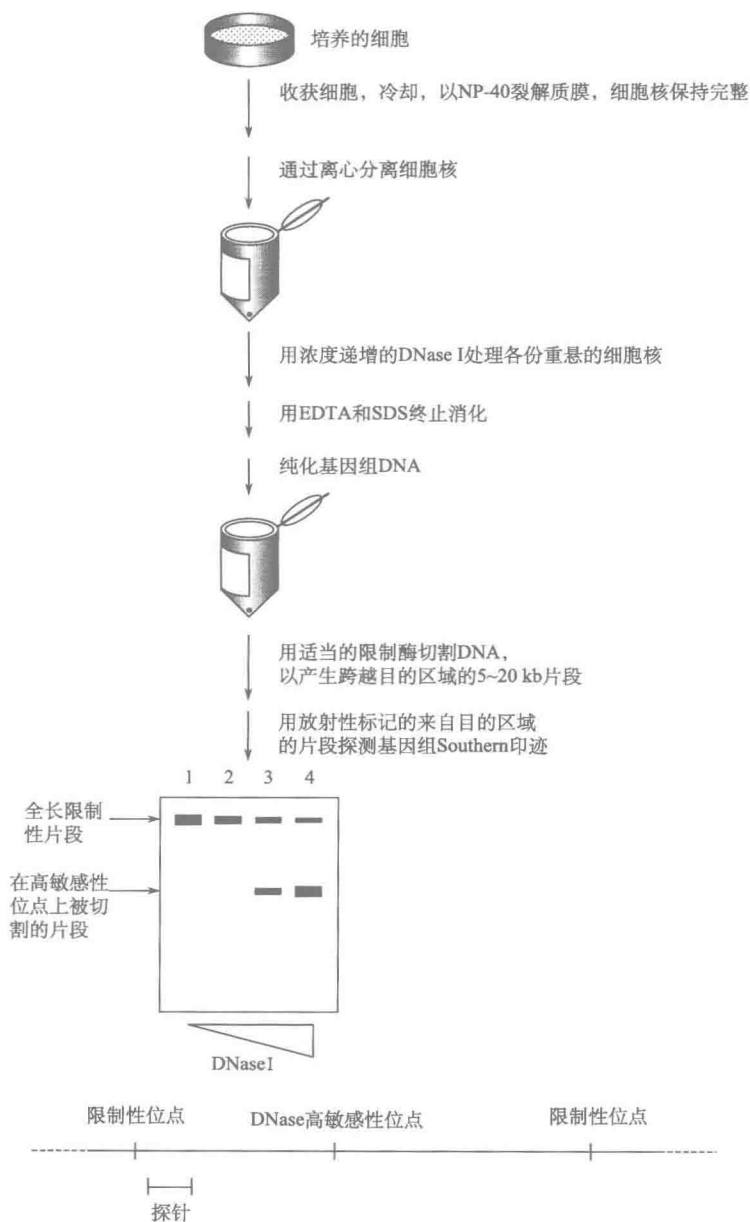 培养的细胞
收获细胞，冷却，以NP-40裂解质膜，细胞核保持完整
通过离心分离细胞核
用浓度递增的DNase I处理各份重悬的细胞核
用EDTA和SDS终止消化
纯化基因组DNA
用适当的限制酶切割DNA，
以产生跨越目的区域的5~20 kb片段
用放射性标记的来自目的区域
的片段探测基因组Southern印迹
1 2 3 4
全长限制
性片段
在高敏感性
位点上被切
割的片段
DNaseI
限制性位点 DNase高敏感性位点 限制性位点
探针